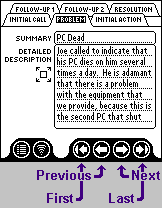 FOLLOW-UP 1 FOLLOW-UP 2 RESOLUTION
INITIAL CALL PROBLEM INITIAL ACTION
SUMMARY PC Dead
DETAILED DESCRIPTION
Joe called to indicate that
his PC dies on him several
times a day. He is adamant
that there is a problem
with the equipment that
we provide, because this is
the second PC that shut
Previous Next
First Last